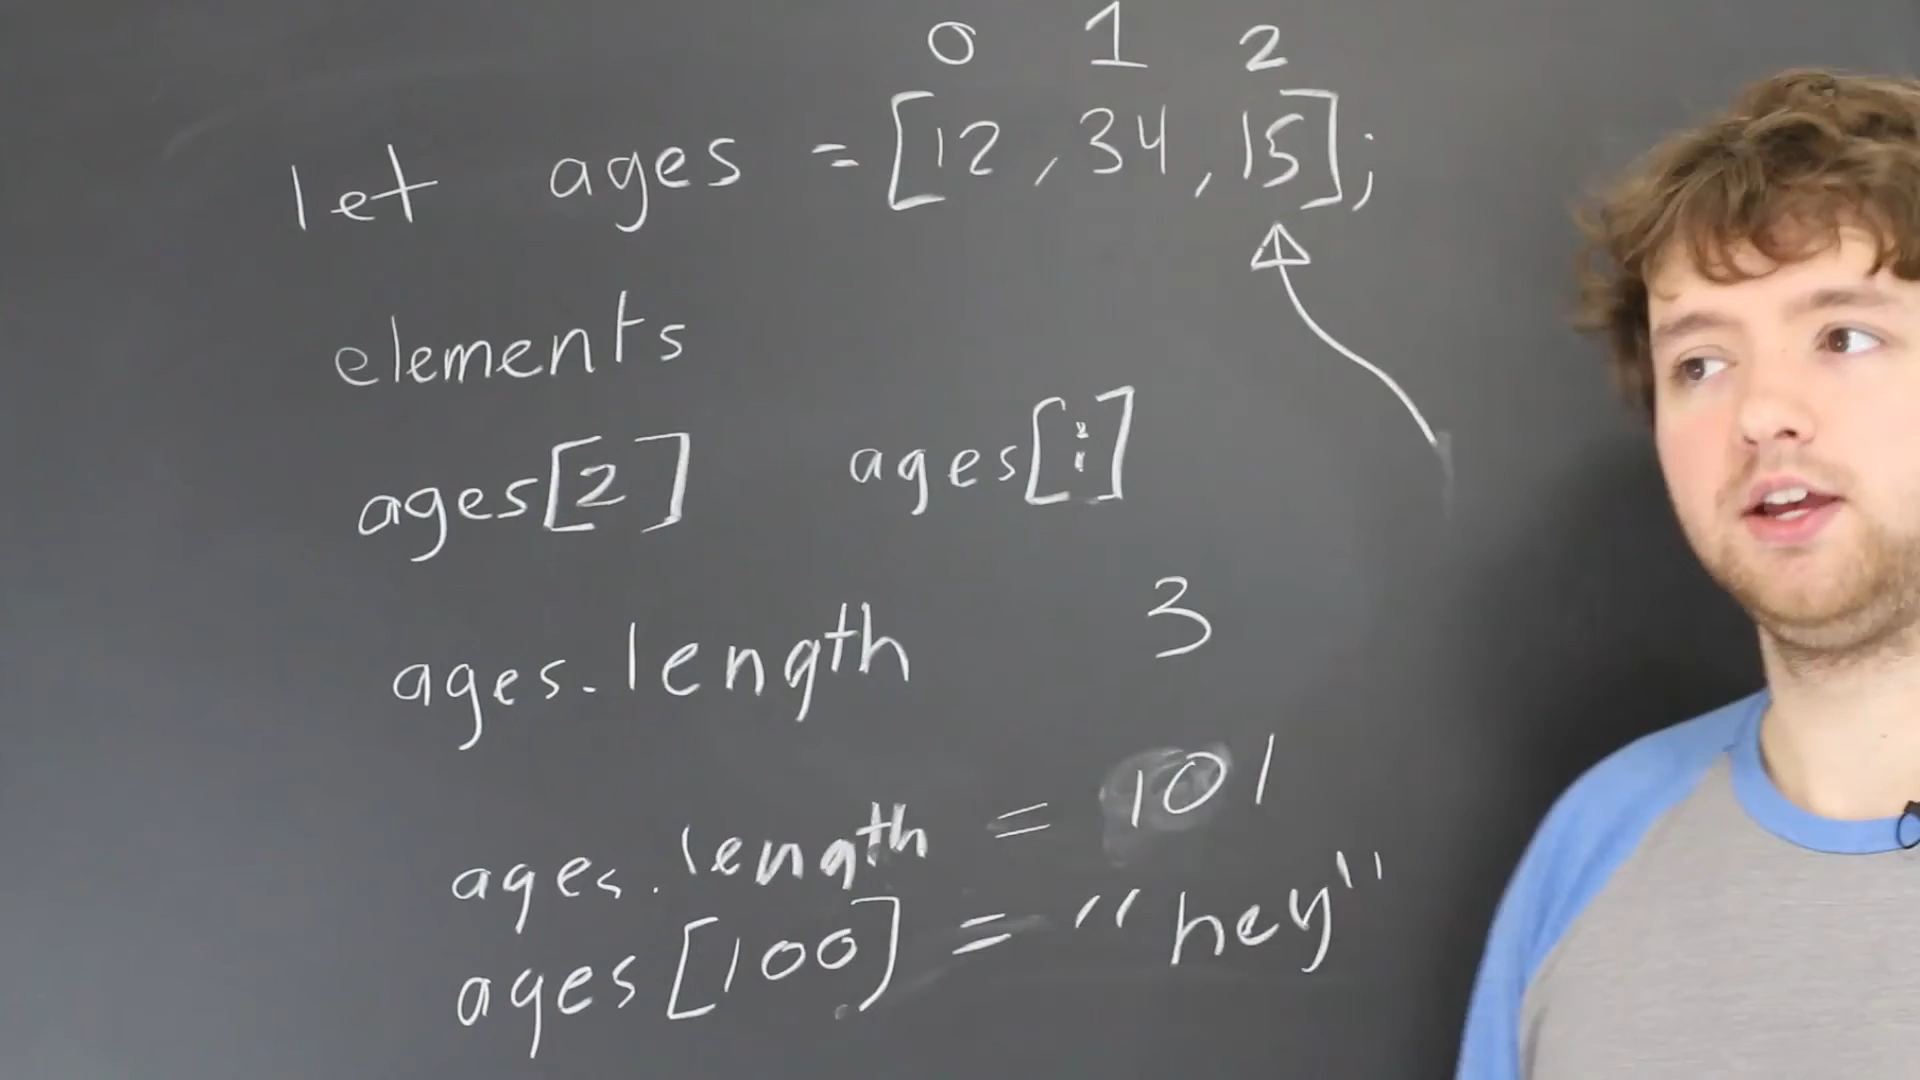 0 1 2
let ages = [12, 34, 15];
elements
ages[2] ages[i]
ages.length 3
ages.length = 101
ages[100] = "hey"